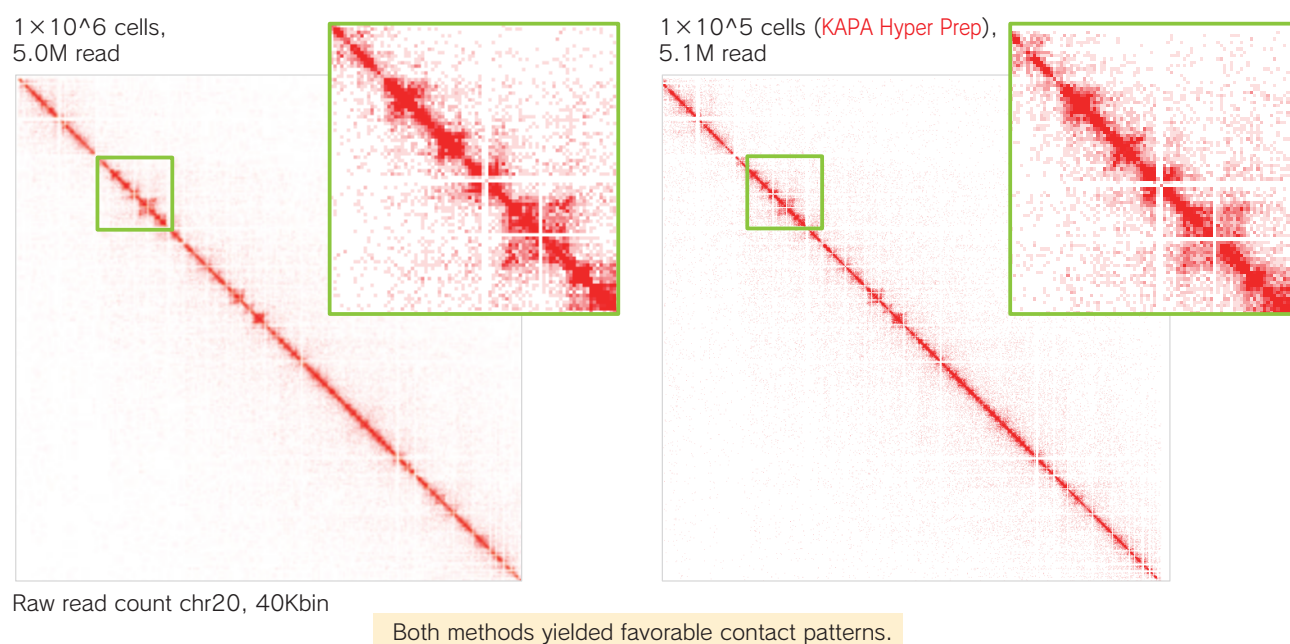 1×10^6 cells,
5.0M read
1×10^5 cells (KAPA Hyper Prep),
5.1M read
Raw read count chr20, 40Kbin
Both methods yielded favorable contact patterns.